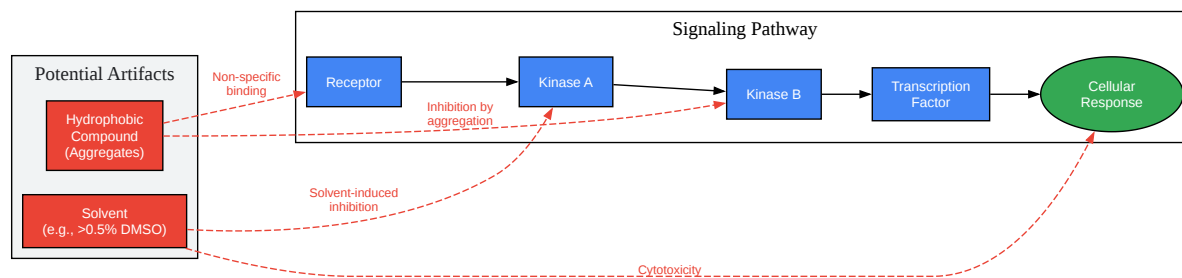 Signaling Pathway
Potential Artifacts
Non-specific
binding
Receptor
Kinase A
Kinase B
Transcription
Factor
Cellular
Response
Hydrophobic
Compound
(Aggregates)
Inhibition by
aggregation
Solvent-induced
inhibition
Solvent
(e.g., >0.5% DMSO)
Cytotoxicity